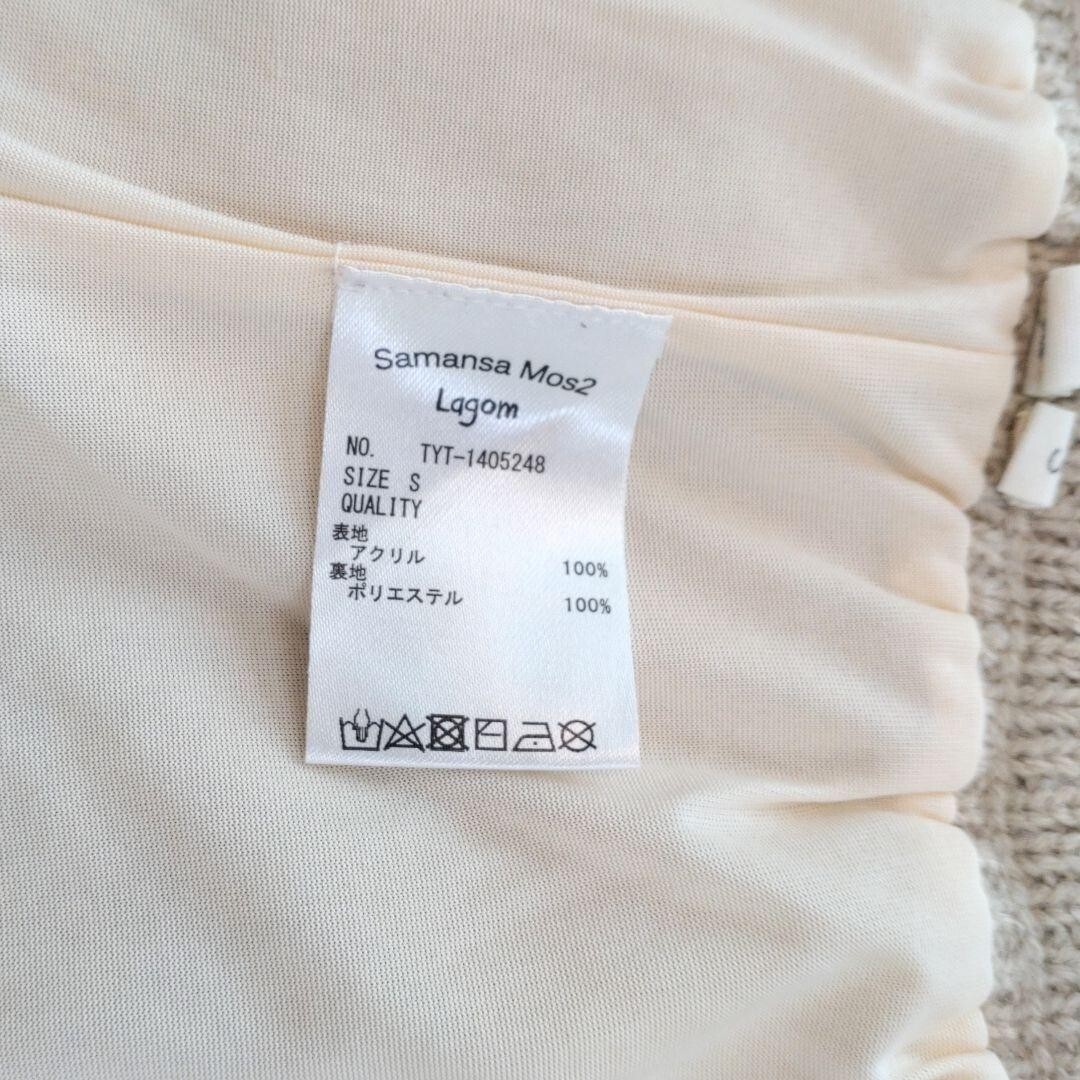 Samansa Mos2
Lagom
NO. TYT-1405248
SIZE S
QUALITY
表地
アクリル 100%
裏地
ポリエステル 100%